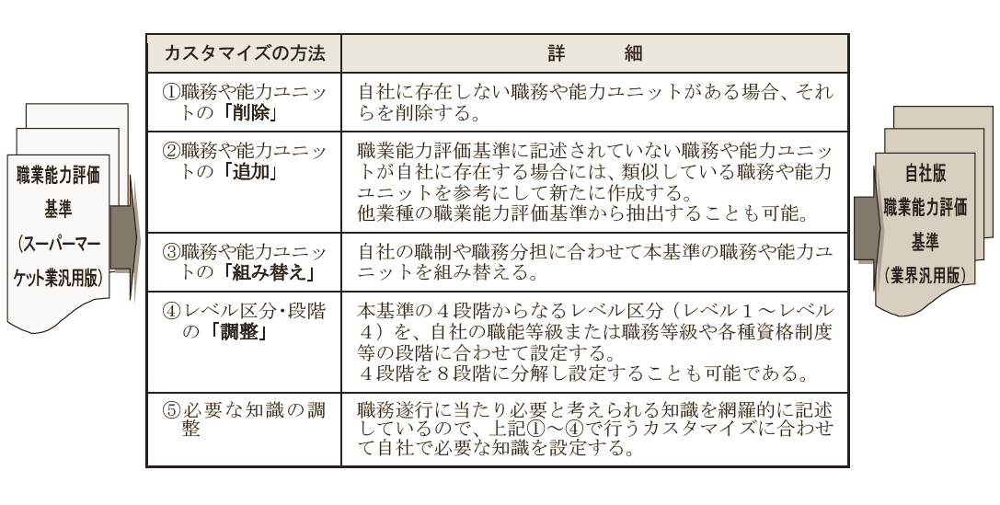 職業能力評価
基準
（スーパーマー
ケット業汎用版）
カスタマイズの方法
詳　細
①職務や能力ユニッ
トの「削除」
自社に存在しない職務や能力ユニットがある場合、それ
らを削除する。
②職務や能力ユニッ
トの「追加」
職業能力評価基準に記述されていない職務や能力ユニッ
トが自社に存在する場合には、類似している職務や能力
ユニットを参考にして新たに作成する。
他業種の職業能力評価基準から抽出することも可能。
③職務や能力ユニッ
トの「組み替え」
自社の職制や職務分担に合わせて本基準の職務や能力ユ
ニットを組み替える。
④レベル区分・段階
の「調整」
本基準の４段階からなるレベル区分（レベル１〜レベル
４）を、自社の職能等級または職務等級や各種資格制度
等の段階に合わせて設定する。
４段階を８段階に分解し設定することも可能である。
⑤必要な知識の調
整
職務遂行に当たり必要と考えられる知識を網羅的に記述
しているので、上記①〜④で行うカスタマイズに合わせ
て自社で必要な知識を設定する。
自社版
職業能力評価
基準
（業界汎用版）